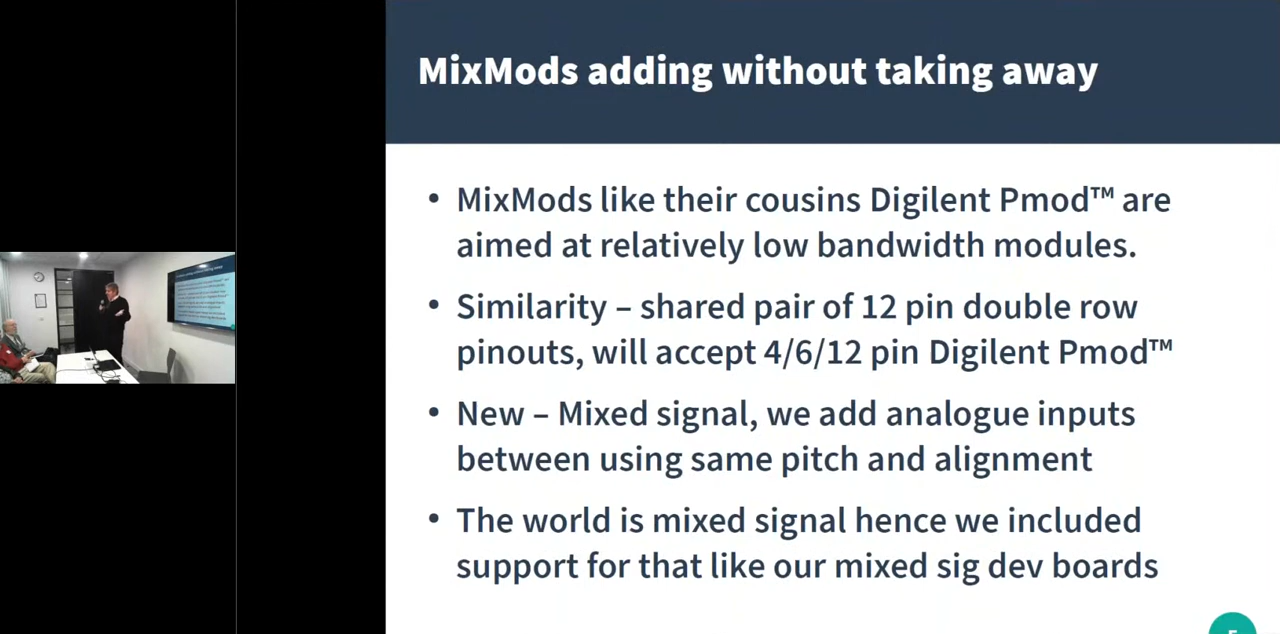 MixMods adding without taking away
• MixMods like their cousins Digilent Pmod™ are
aimed at relatively low bandwidth modules.
• Similarity – shared pair of 12 pin double row
pinouts, will accept 4/6/12 pin Digilent Pmod™
• New – Mixed signal, we add analogue inputs
between using same pitch and alignment
• The world is mixed signal hence we included
support for that like our mixed sig dev boards